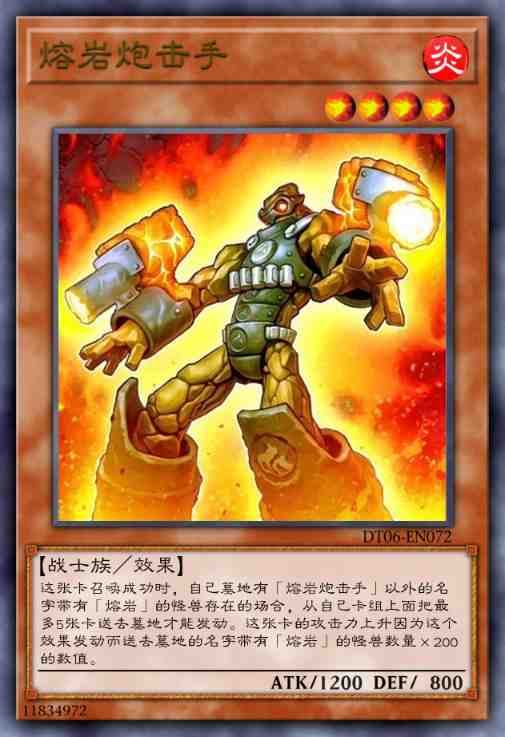 熔岩炮击手
炎
DT06-EN072
【战士族／效果】
这张卡召唤成功时，自己墓地有「熔岩炮击手」以外的名
字带有「熔岩」的怪兽存在的场合，从自己卡组上面把最
多5张卡送去墓地才能发动。这张卡的攻击力上升因为这个
效果发动而送去墓地的名字带有「熔岩」的怪兽数量×200
的数值。
ATK/1200 DEF/ 800
11834972